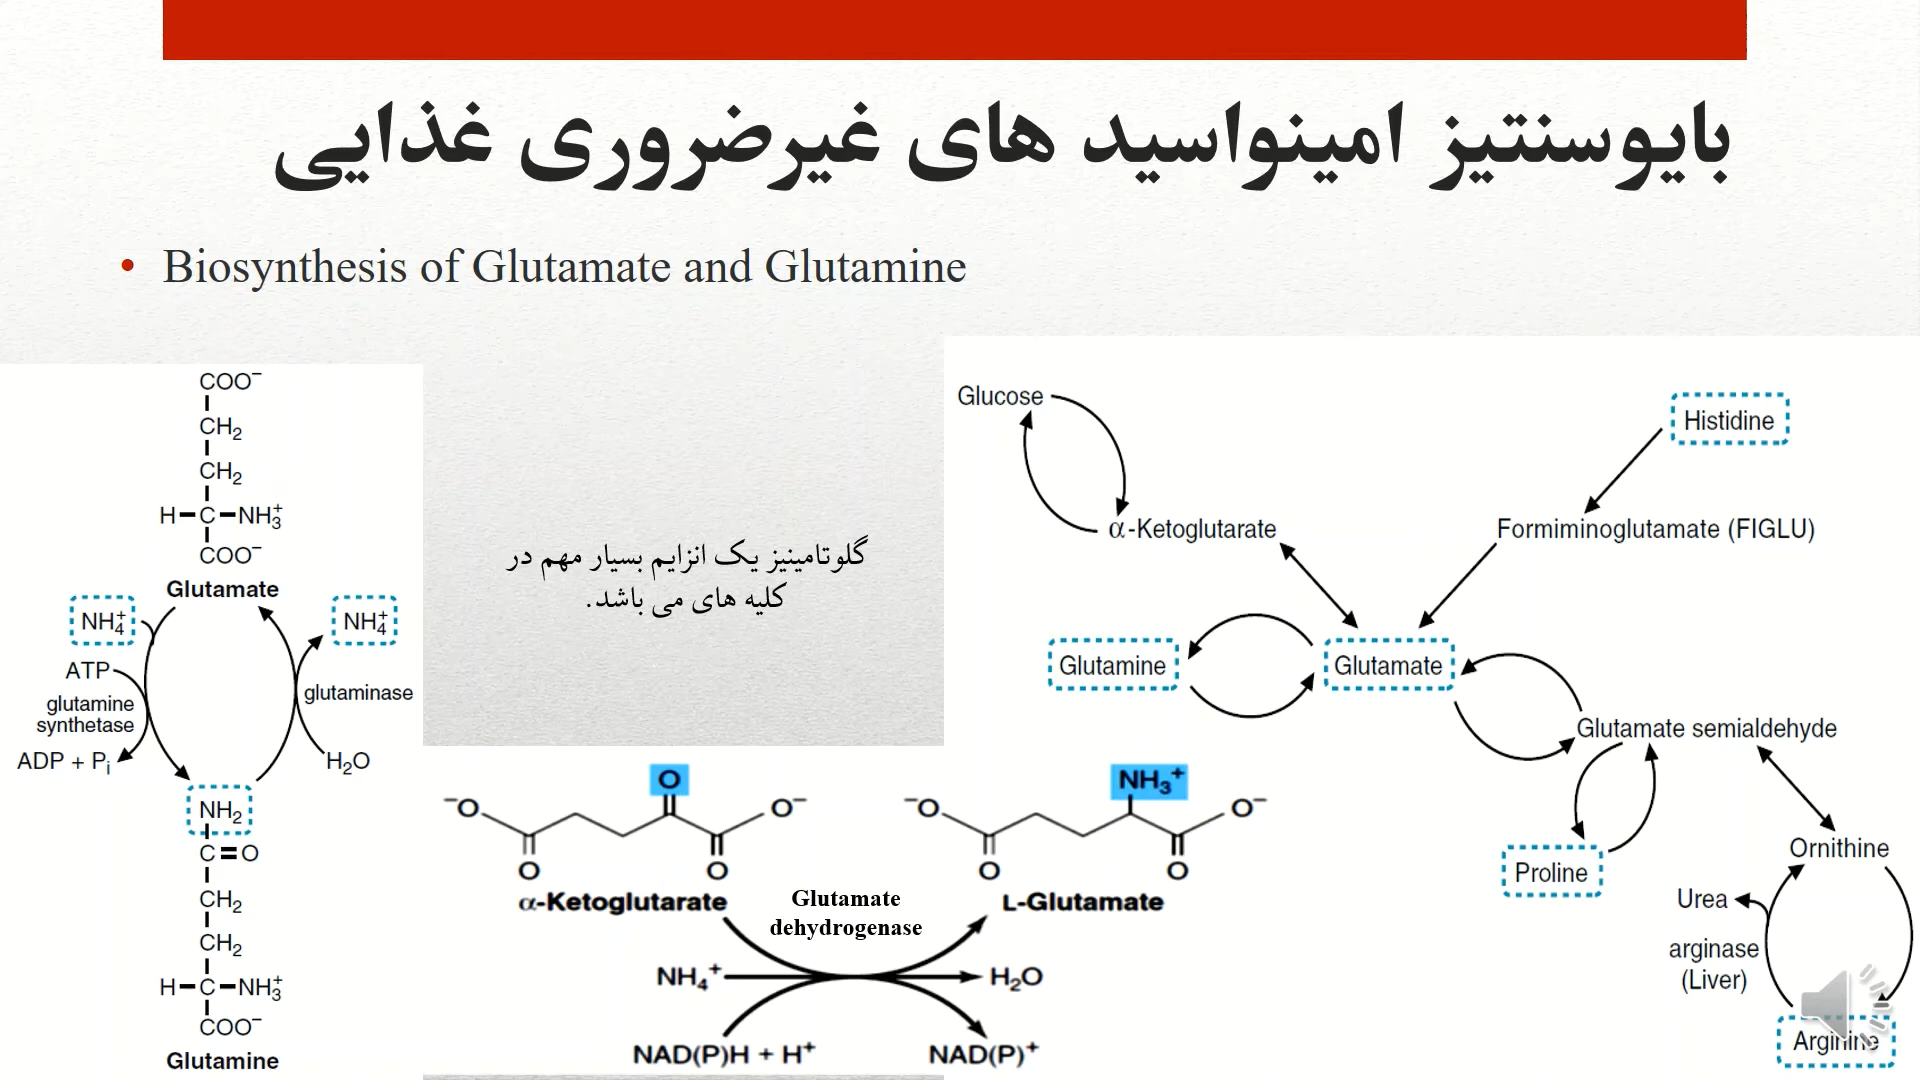 بایوسنتیز امینواسید های غیرضروری غذایی
• Biosynthesis of Glutamate and Glutamine
COO⁻
CH₂
CH₂
H–C–NH₃⁺
COO⁻
Glutamate
NH₄⁺
NH₄⁺
ATP
glutamine
synthetase
glutaminase
ADP + Pᵢ
H₂O
NH₂
C=O
CH₂
CH₂
H–C–NH₃⁺
COO⁻
Glutamine
گلوتامینیز یک انزایم بسیار مهم در
کلیه های می باشد.
O
⁻O
O⁻
O
O
α-Ketoglutarate
NH₃⁺
⁻O
O⁻
O
O
L-Glutamate
Glutamate
dehydrogenase
NH₄⁺
H₂O
NAD(P)H + H⁺
NAD(P)⁺
Glucose
Histidine
α-Ketoglutarate
Formiminoglutamate (FIGLU)
Glutamine
Glutamate
Glutamate semialdehyde
Proline
Ornithine
Urea
arginase
(Liver)
Arginine